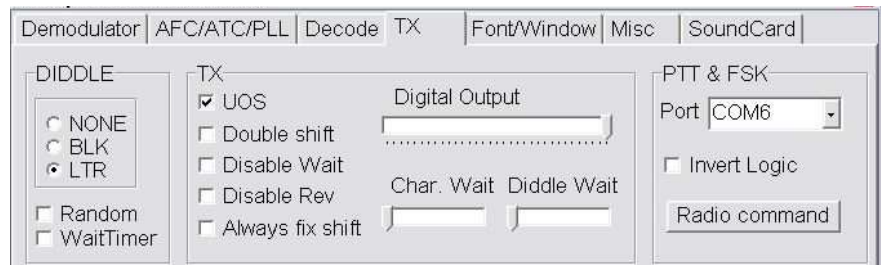 Demodulator AFC/ATC/PLL Decode TX Font/Window Misc SoundCard
DIDDLE
NONE
BLK
LTR
Random
WaitTimer
TX
UOS
Double shift
Disable Wait
Disable Rev
Always fix shift
Digital Output
Char. Wait Diddle Wait
PTT & FSK
Port COM6
Invert Logic
Radio command